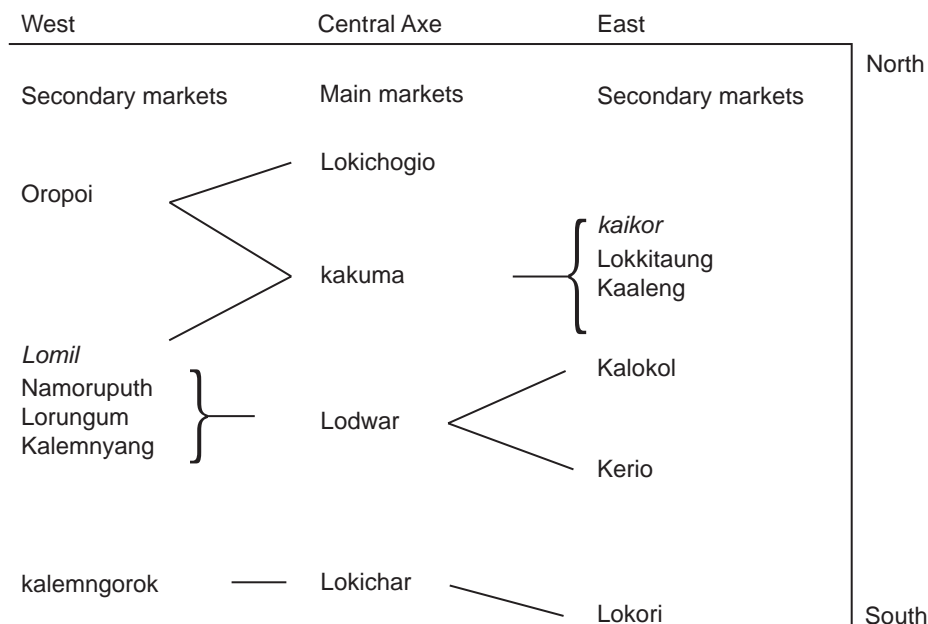 West Central Axe East
North
Secondary markets Main markets Secondary markets
Lokichogio
Oropoi
kaikor
Lokkitaung
kakuma
Kaaleng
Lomil
Kalokol
Namoruputh
Lorungum
Lodwar
Kalemnyang
Kerio
kalemngorok Lokichar
Lokori
South